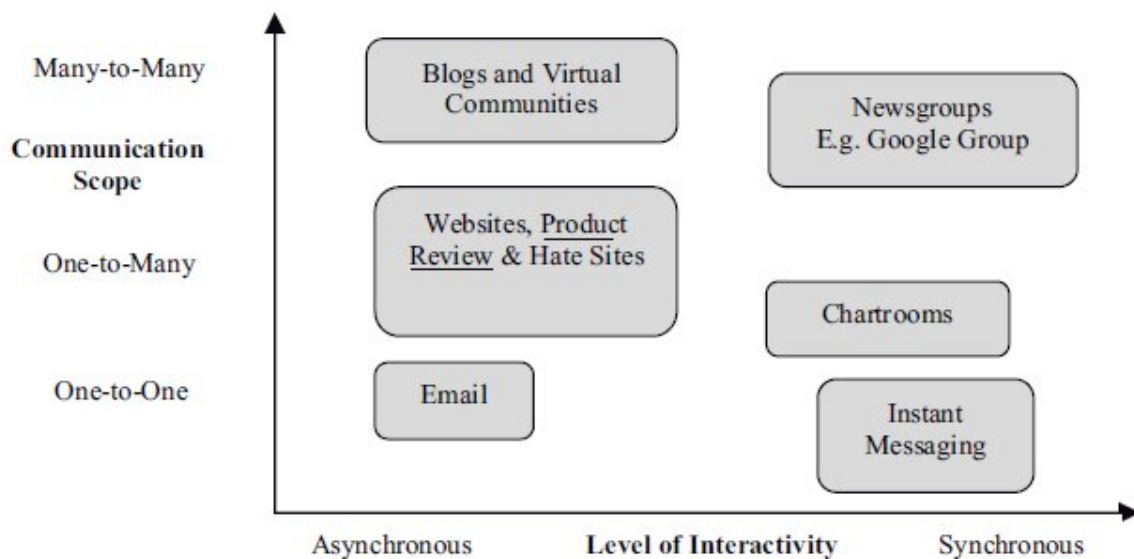 Many-to-Many
Communication
Scope
One-to-Many
One-to-One
Blogs and Virtual
Communities
Newsgroups
E.g. Google Group
Websites, Product
Review & Hate Sites
Chartrooms
Email
Instant
Messaging
Asynchronous
Level of Interactivity
Synchronous